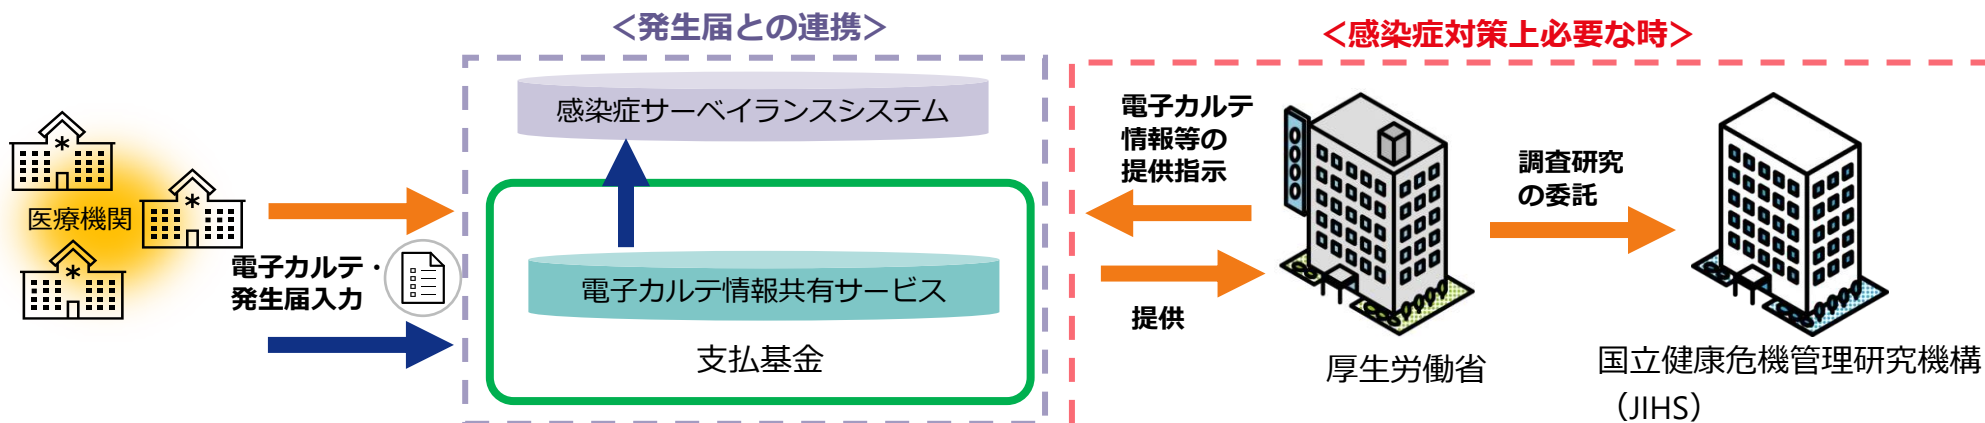 ＜発生届との連携＞
＜感染症対策上必要な時＞
医療機関
電子カルテ・
発生届入力
感染症サーベイランスシステム
電子カルテ情報共有サービス
支払基金
電子カルテ
情報等の
提供指示
提供
厚生労働省
調査研究
の委託
国立健康危機管理研究機構
（JIHS）